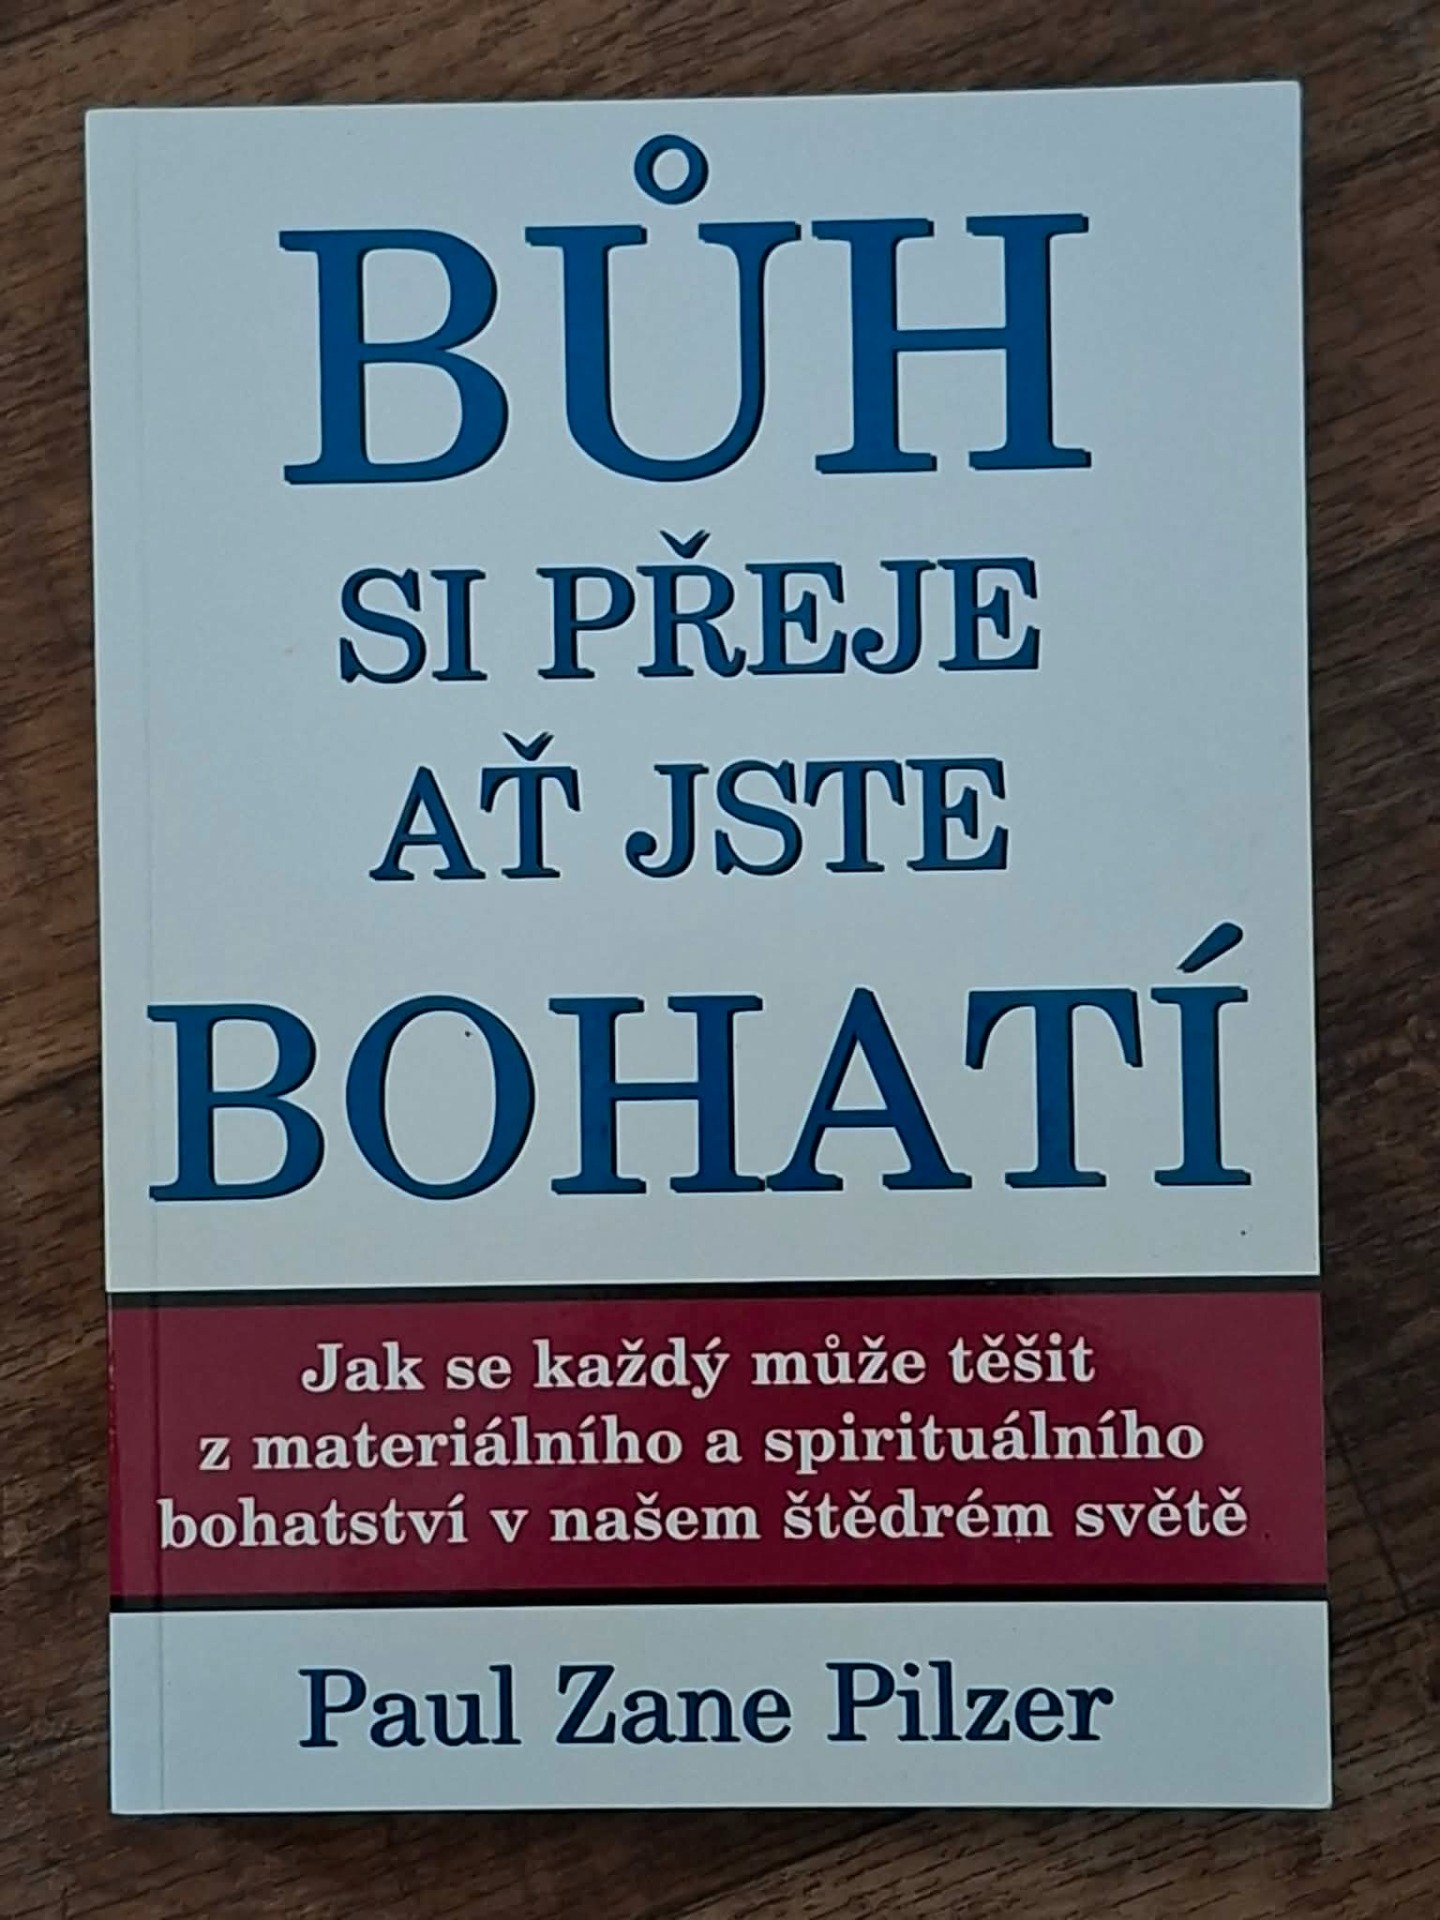 BŮH
SI PŘEJE
AŤ JSTE
BOHATÍ
Jak se každý může těšit
z materiálního a spirituálního
bohatství v našem štědrém světě
Paul Zane Pilzer